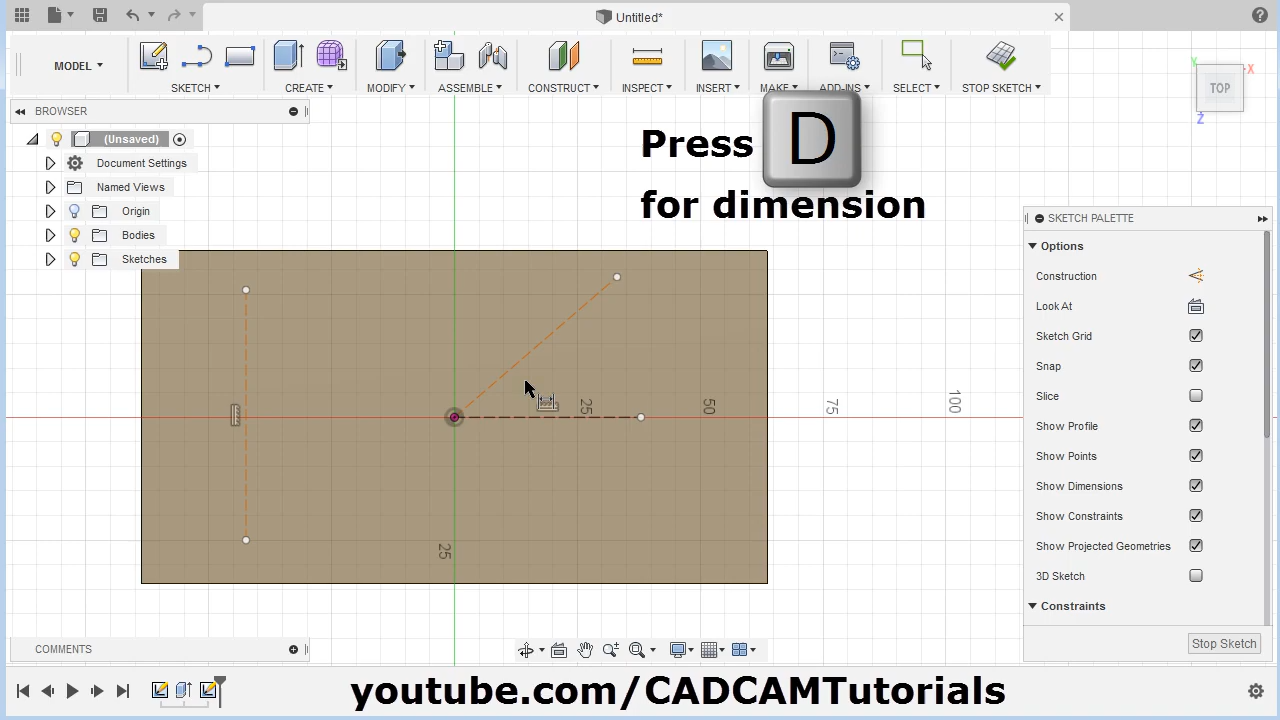 Untitled*
MODEL
SKETCH
CREATE
MODIFY
ASSEMBLE
CONSTRUCT
INSPECT
INSERT
MAKE
ADD-INS
SELECT
STOP SKETCH
TOP
Y
X
Z
BROWSER
(Unsaved)
Document Settings
Named Views
Origin
Bodies
Sketches
Press D
for dimension
25
50
75
100
25
SKETCH PALETTE
Options
Construction
Look At
Sketch Grid
Snap
Slice
Show Profile
Show Points
Show Dimensions
Show Constraints
Show Projected Geometries
3D Sketch
Constraints
Stop Sketch
COMMENTS
youtube.com/CADCAMTutorials